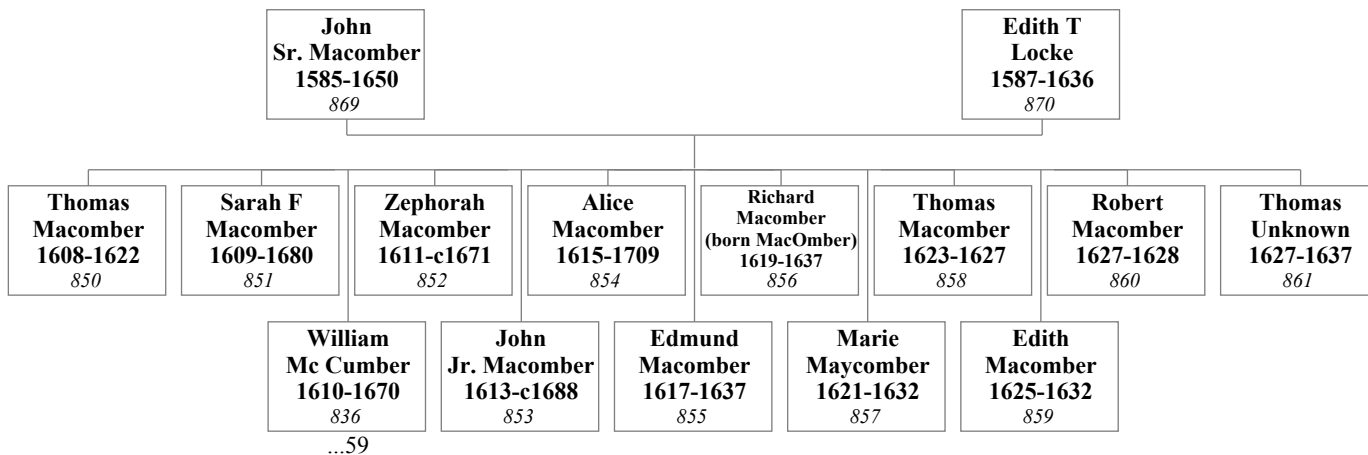 John
Sr. Macomber
1585-1650
869
Edith T
Locke
1587-1636
870
Thomas
Macomber
1608-1622
850
Sarah F
Macomber
1609-1680
851
Zephorah
Macomber
1611-c1671
852
Alice
Macomber
1615-1709
854
Richard
Macomber
(born MacOmber)
1619-1637
856
Thomas
Macomber
1623-1627
858
Robert
Macomber
1627-1628
860
Thomas
Unknown
1627-1637
861
William
Mc Cumber
1610-1670
836
...59
John
Jr. Macomber
1613-c1688
853
Edmund
Macomber
1617-1637
855
Marie
Maycomber
1621-1632
857
Edith
Macomber
1625-1632
859